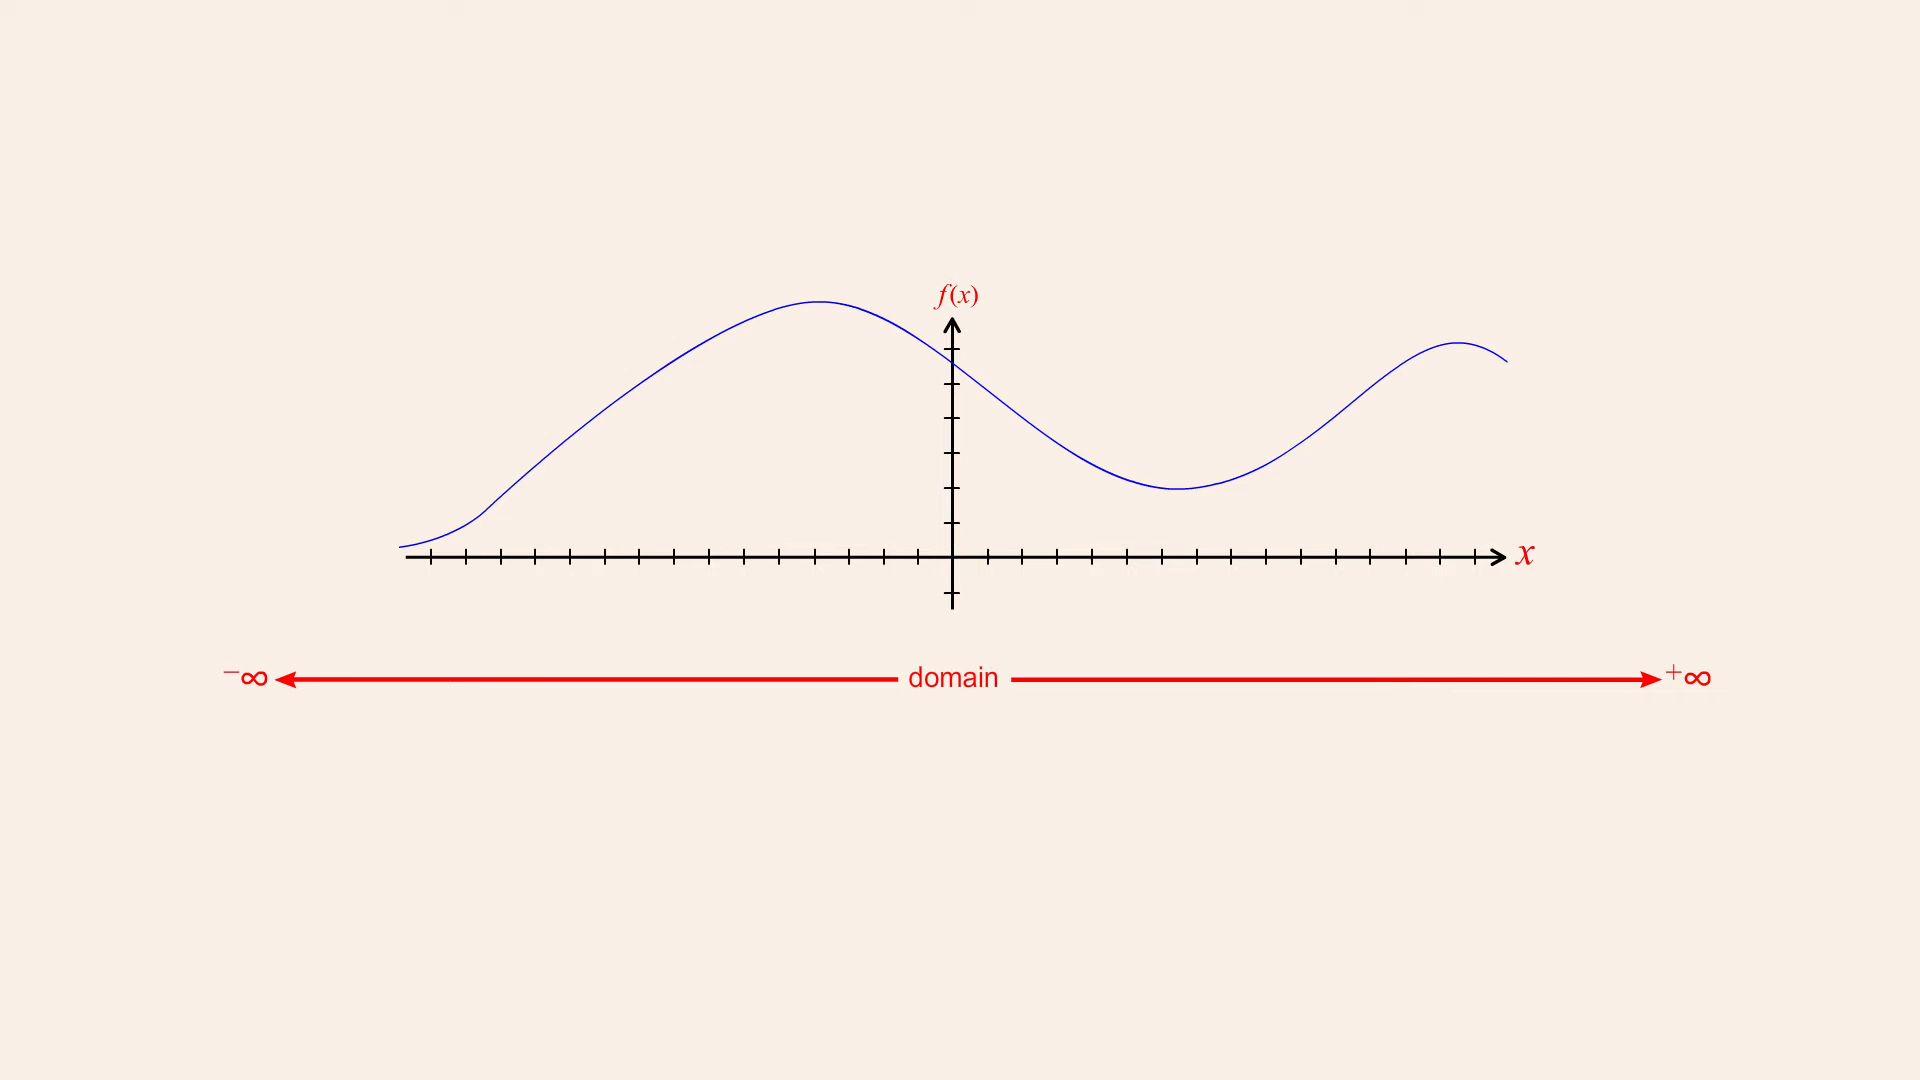 f(x)
x
−∞ domain +∞